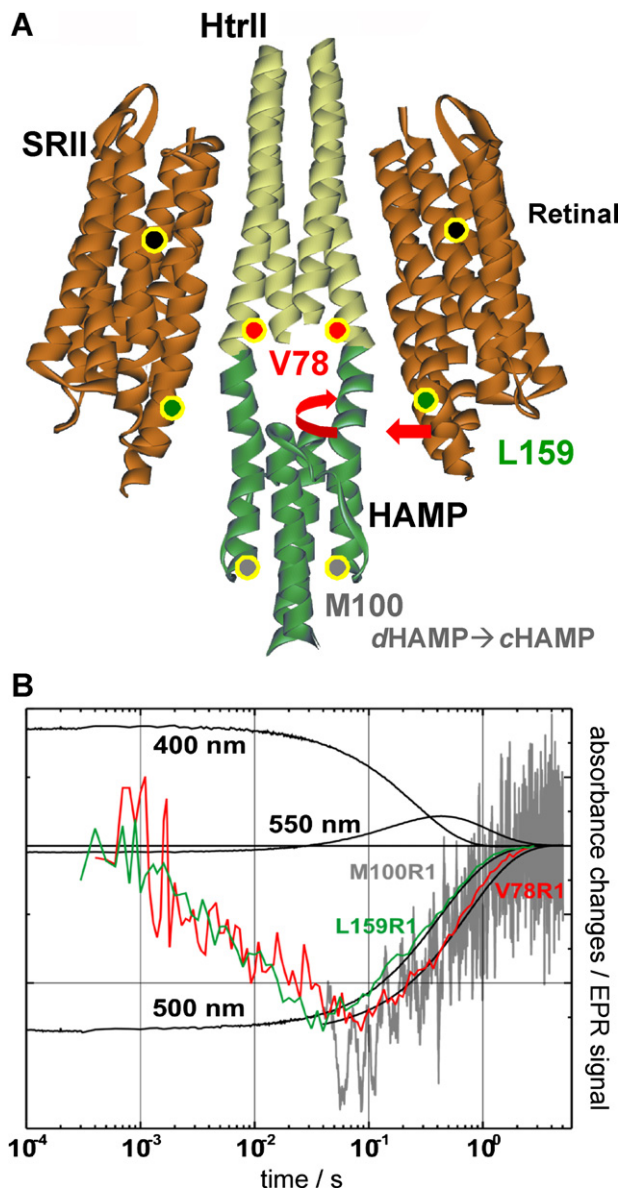 A
HtrII
SRII
Retinal
V78
L159
HAMP
M100
dHAMP→cHAMP
B
400 nm
550 nm
M100R1
V78R1
L159R1
500 nm
absorbance changes / EPR signal
10⁻⁴ 10⁻³ 10⁻² 10⁻¹ 10⁰
time / s